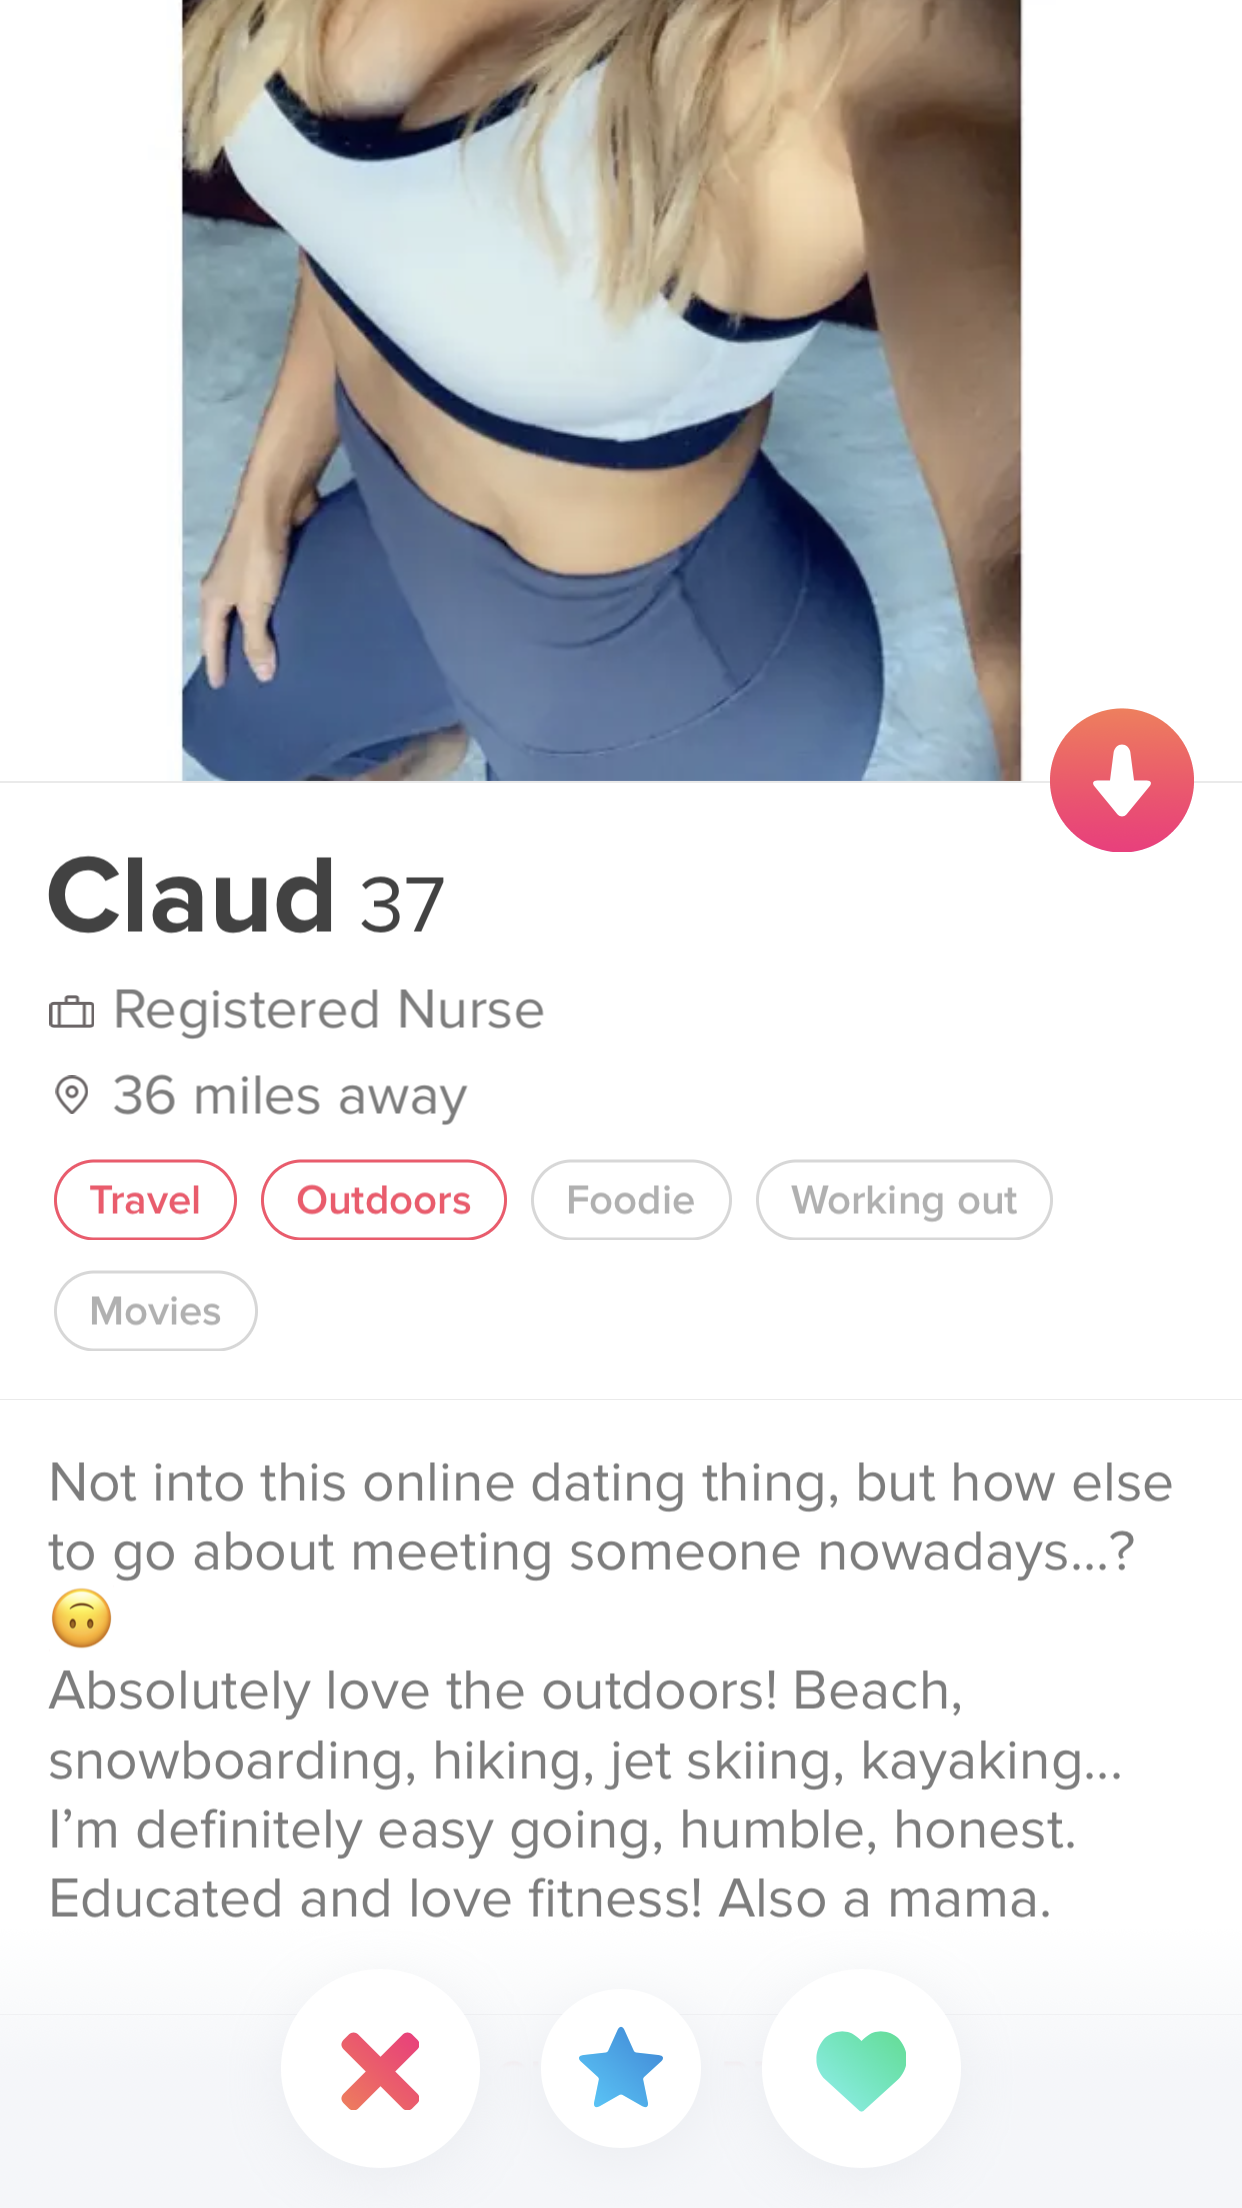 Claud 37
Registered Nurse
36 miles away
Travel Outdoors Foodie Working out
Movies
Not into this online dating thing, but how else
to go about meeting someone nowadays...?
🙃
Absolutely love the outdoors! Beach,
snowboarding, hiking, jet skiing, kayaking...
I’m definitely easy going, humble, honest.
Educated and love fitness! Also a mama.